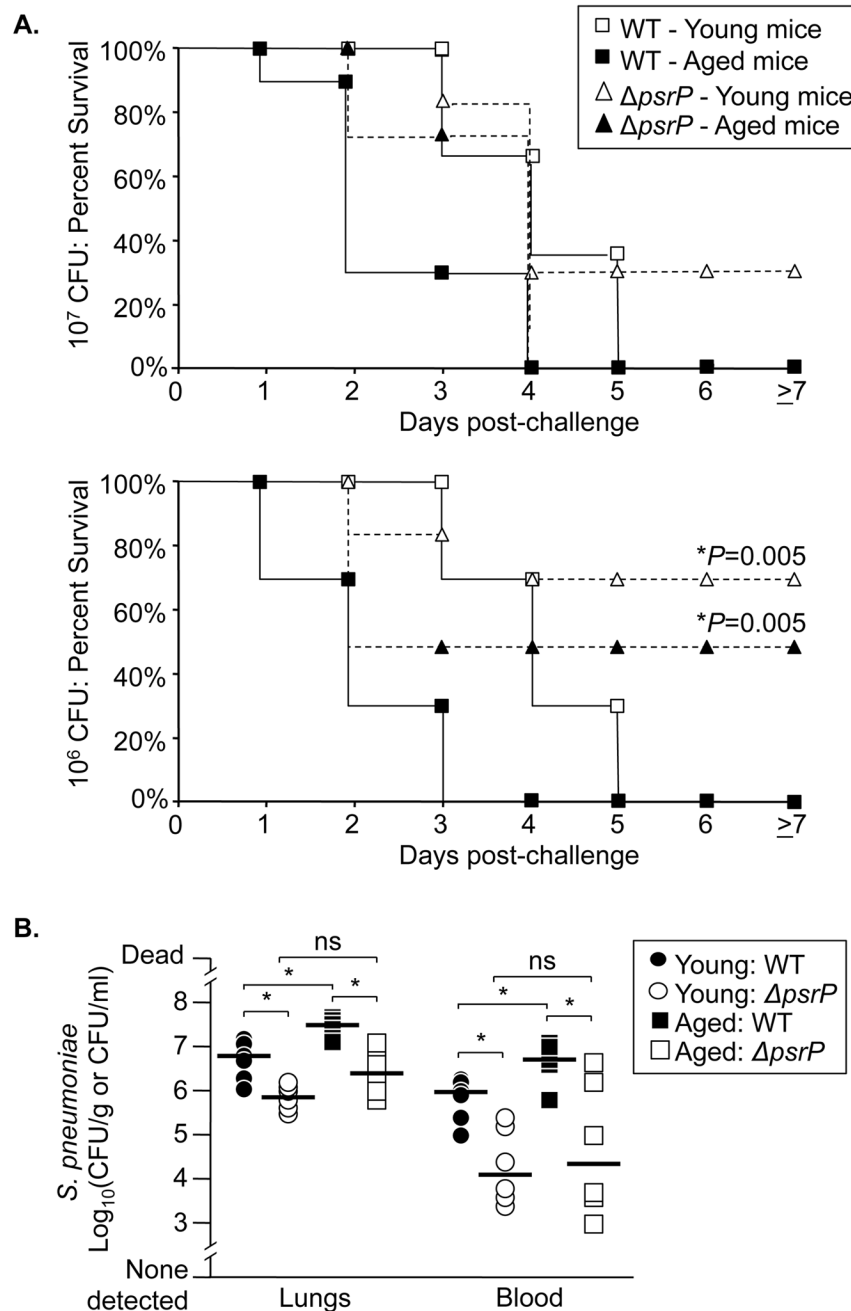 A.
WT - Young mice
WT - Aged mice
ΔpsrP - Young mice
ΔpsrP - Aged mice
10⁷ CFU: Percent Survival
100%
80%
60%
40%
20%
0%
0 1 2 3 4 5 6 ≥7
Days post-challenge
10⁶ CFU: Percent Survival
100%
80%
60%
40%
20%
0%
*P=0.005
*P=0.005
0 1 2 3 4 5 6 ≥7
Days post-challenge
B.
S. pneumoniae
Log₁₀(CFU/g or CFU/ml)
Dead
8
7
6
5
4
3
None
detected
ns
* *
* *
ns
* *
* *
Lungs Blood
Young: WT
Young: ΔpsrP
Aged: WT
Aged: ΔpsrP